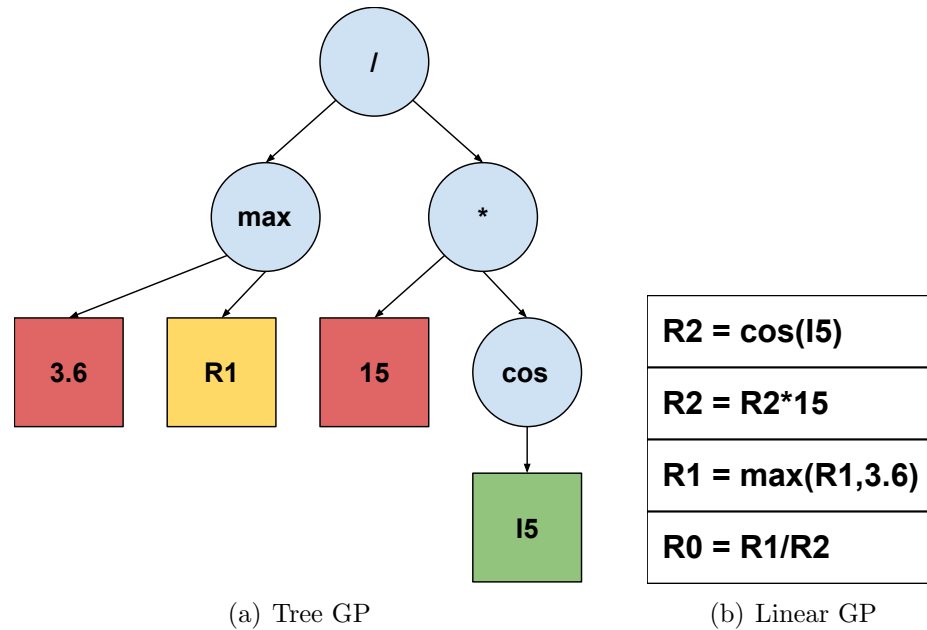 /
max
*
3.6
R1
15
cos
I5
R2 = cos(I5)
R2 = R2*15
R1 = max(R1,3.6)
R0 = R1/R2
(a) Tree GP
(b) Linear GP